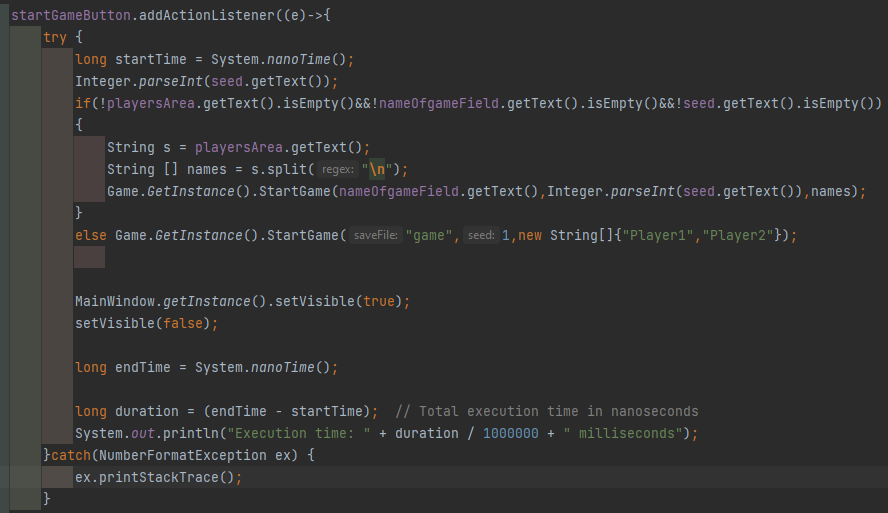 startGameButton.addActionListener((e)->{
try {
long startTime = System.nanoTime();
Integer.parseInt(seed.getText());
if(!playersArea.getText().isEmpty()&&!nameOfgameField.getText().isEmpty()&&!seed.getText().isEmpty())
{
String s = playersArea.getText();
String [] names = s.split( regex: "\n");
Game.GetInstance().StartGame(nameOfgameField.getText(),Integer.parseInt(seed.getText()),names);
}
else Game.GetInstance().StartGame( saveFile: "game", seed: 1,new String[]{"Player1","Player2"});
MainWindow.getInstance().setVisible(true);
setVisible(false);
long endTime = System.nanoTime();
long duration = (endTime - startTime);  // Total execution time in nanoseconds
System.out.println("Execution time: " + duration / 1000000 + " milliseconds");
}catch(NumberFormatException ex) {
ex.printStackTrace();
}